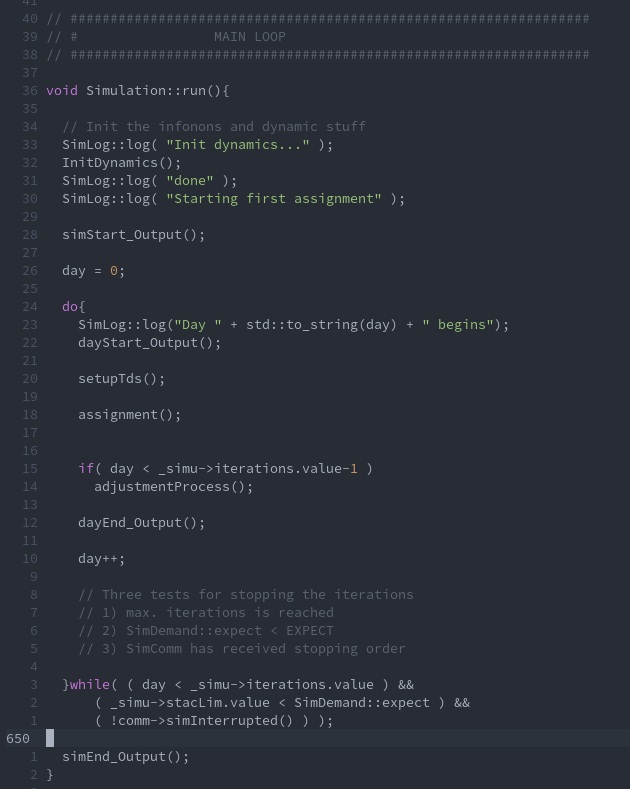 41
40 // #################################################################
39 // #                 MAIN LOOP
38 // #################################################################
37
36 void Simulation::run(){
35
34   // Init the infonons and dynamic stuff
33   SimLog::log( "Init dynamics..." );
32   InitDynamics();
31   SimLog::log( "done" );
30   SimLog::log( "Starting first assignment" );
29
28   simStart_Output();
27
26   day = 0;
25
24   do{
23     SimLog::log("Day " + std::to_string(day) + " begins");
22     dayStart_Output();
21
20     setupTds();
19
18     assignment();
17
16
15     if( day < _simu->iterations.value-1 )
14       adjustmentProcess();
13
12     dayEnd_Output();
11
10     day++;
9
8     // Three tests for stopping the iterations
7     // 1) max. iterations is reached
6     // 2) SimDemand::expect < EXPECT
5     // 3) SimComm has received stopping order
4
3   }while( ( day < _simu->iterations.value ) &&
2       ( _simu->stacLim.value < SimDemand::expect ) &&
1       ( !comm->simInterrupted() ) );
650
1   simEnd_Output();
2 }